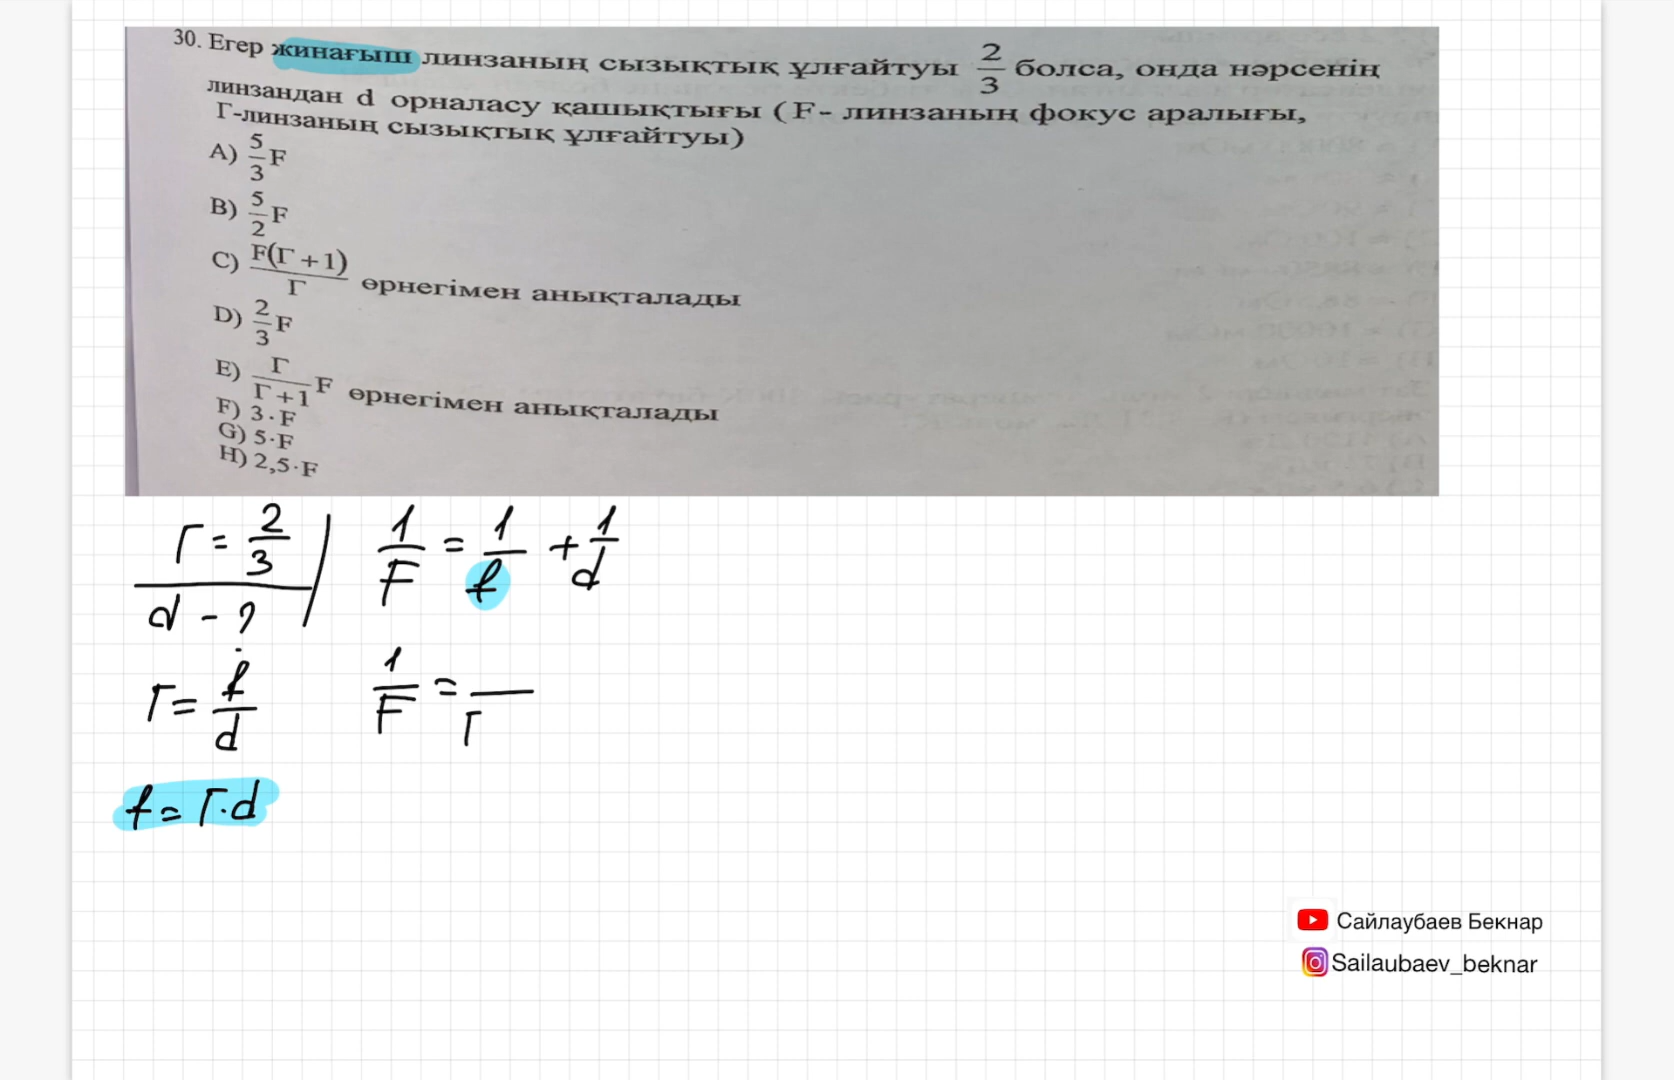 30. Егер жинағыш линзаның сызықтық ұлғайтуы 2/3 болса, онда нәрсенің
линзандан d орналасу қашықтығы (F- линзаның фокус аралығы,
Г-линзаның сызықтық ұлғайтуы)
A) 5/3 F
B) 5/2 F
C) F(Г+1)/Г өрнегімен анықталады
D) 2/3 F
E) Г/Г+1 F өрнегімен анықталады
F) 3·F
G) 5·F
H) 2,5·F
Г = 2/3
d - ?
1/F = 1/f + 1/d
Г = f/d
1/F = /Г
f = Г·d
Сайлаубаев Бекнар
Sailaubaev_beknar